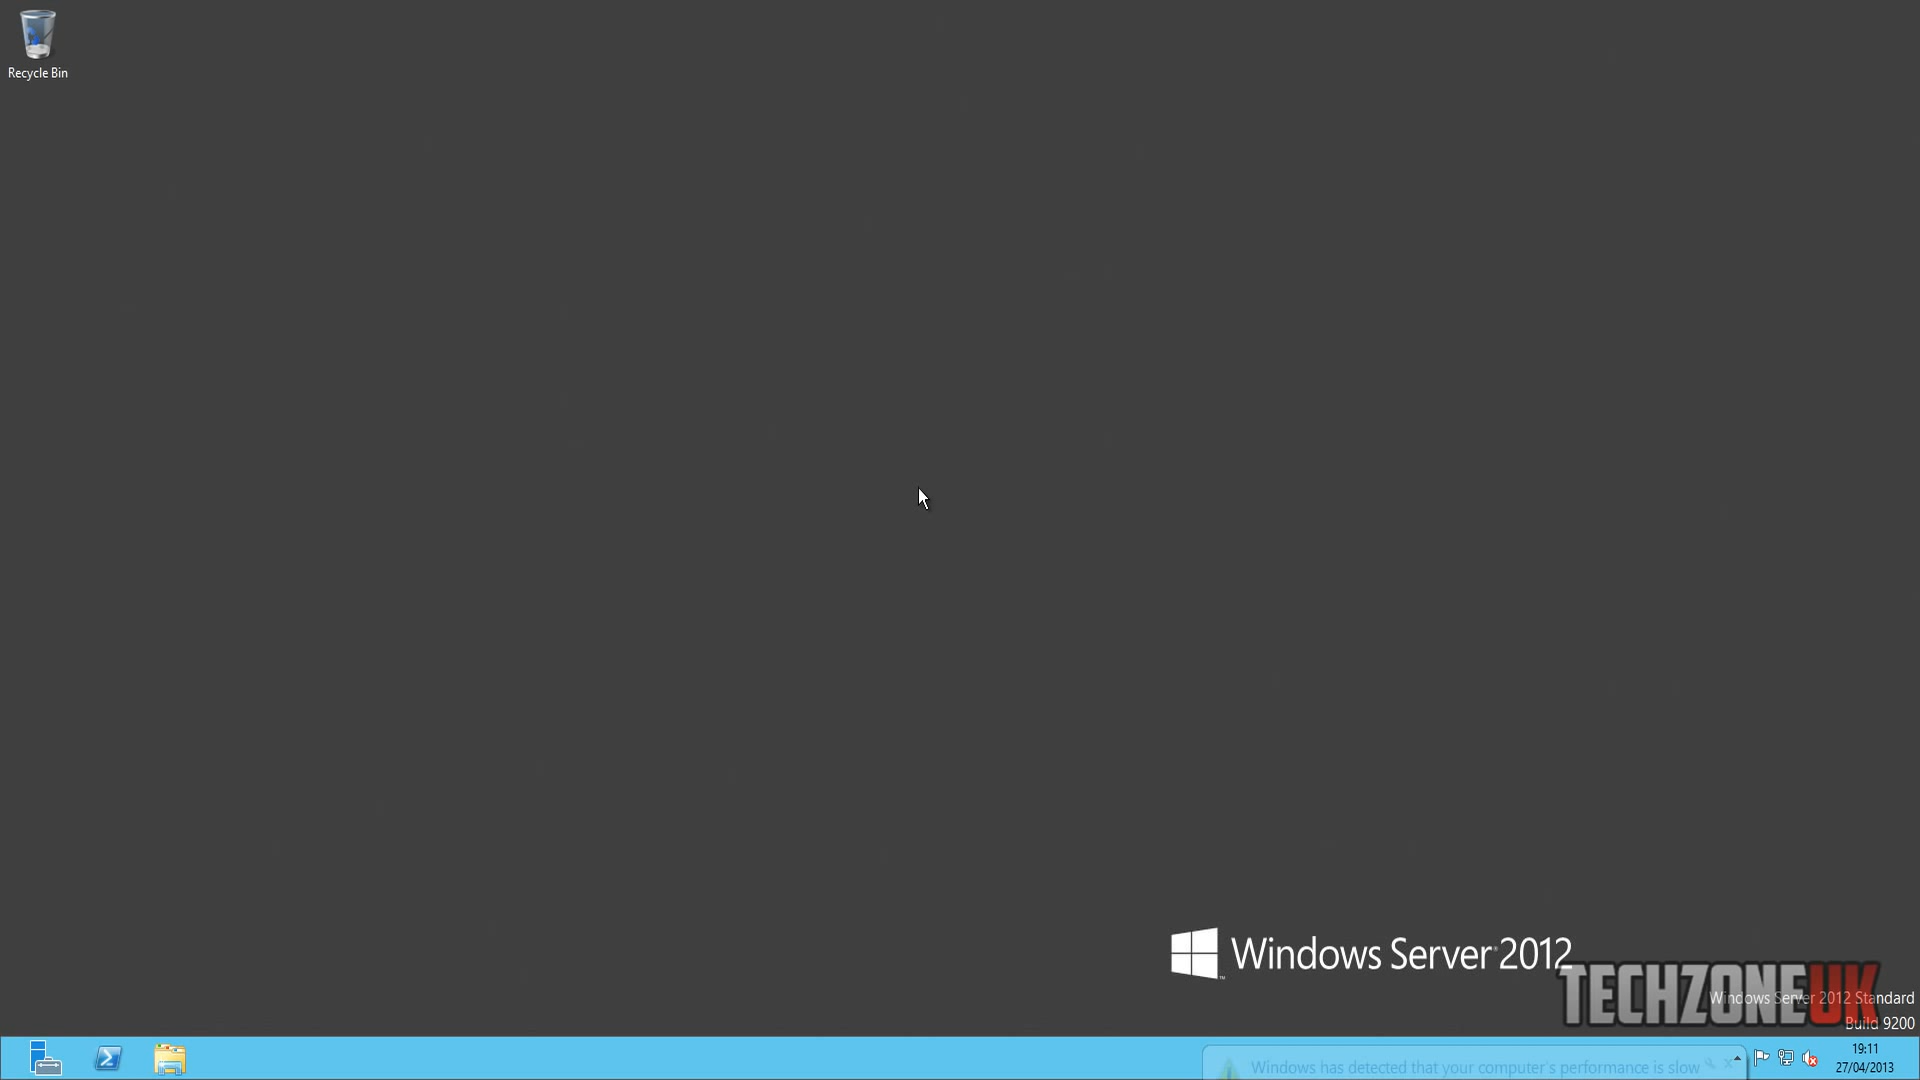 Recycle Bin
Windows Server 2012
TECHZONEUK
Windows Server 2012 Standard
Build 9200
Windows has detected that your computer's performance is slow
19:11
27/04/2013